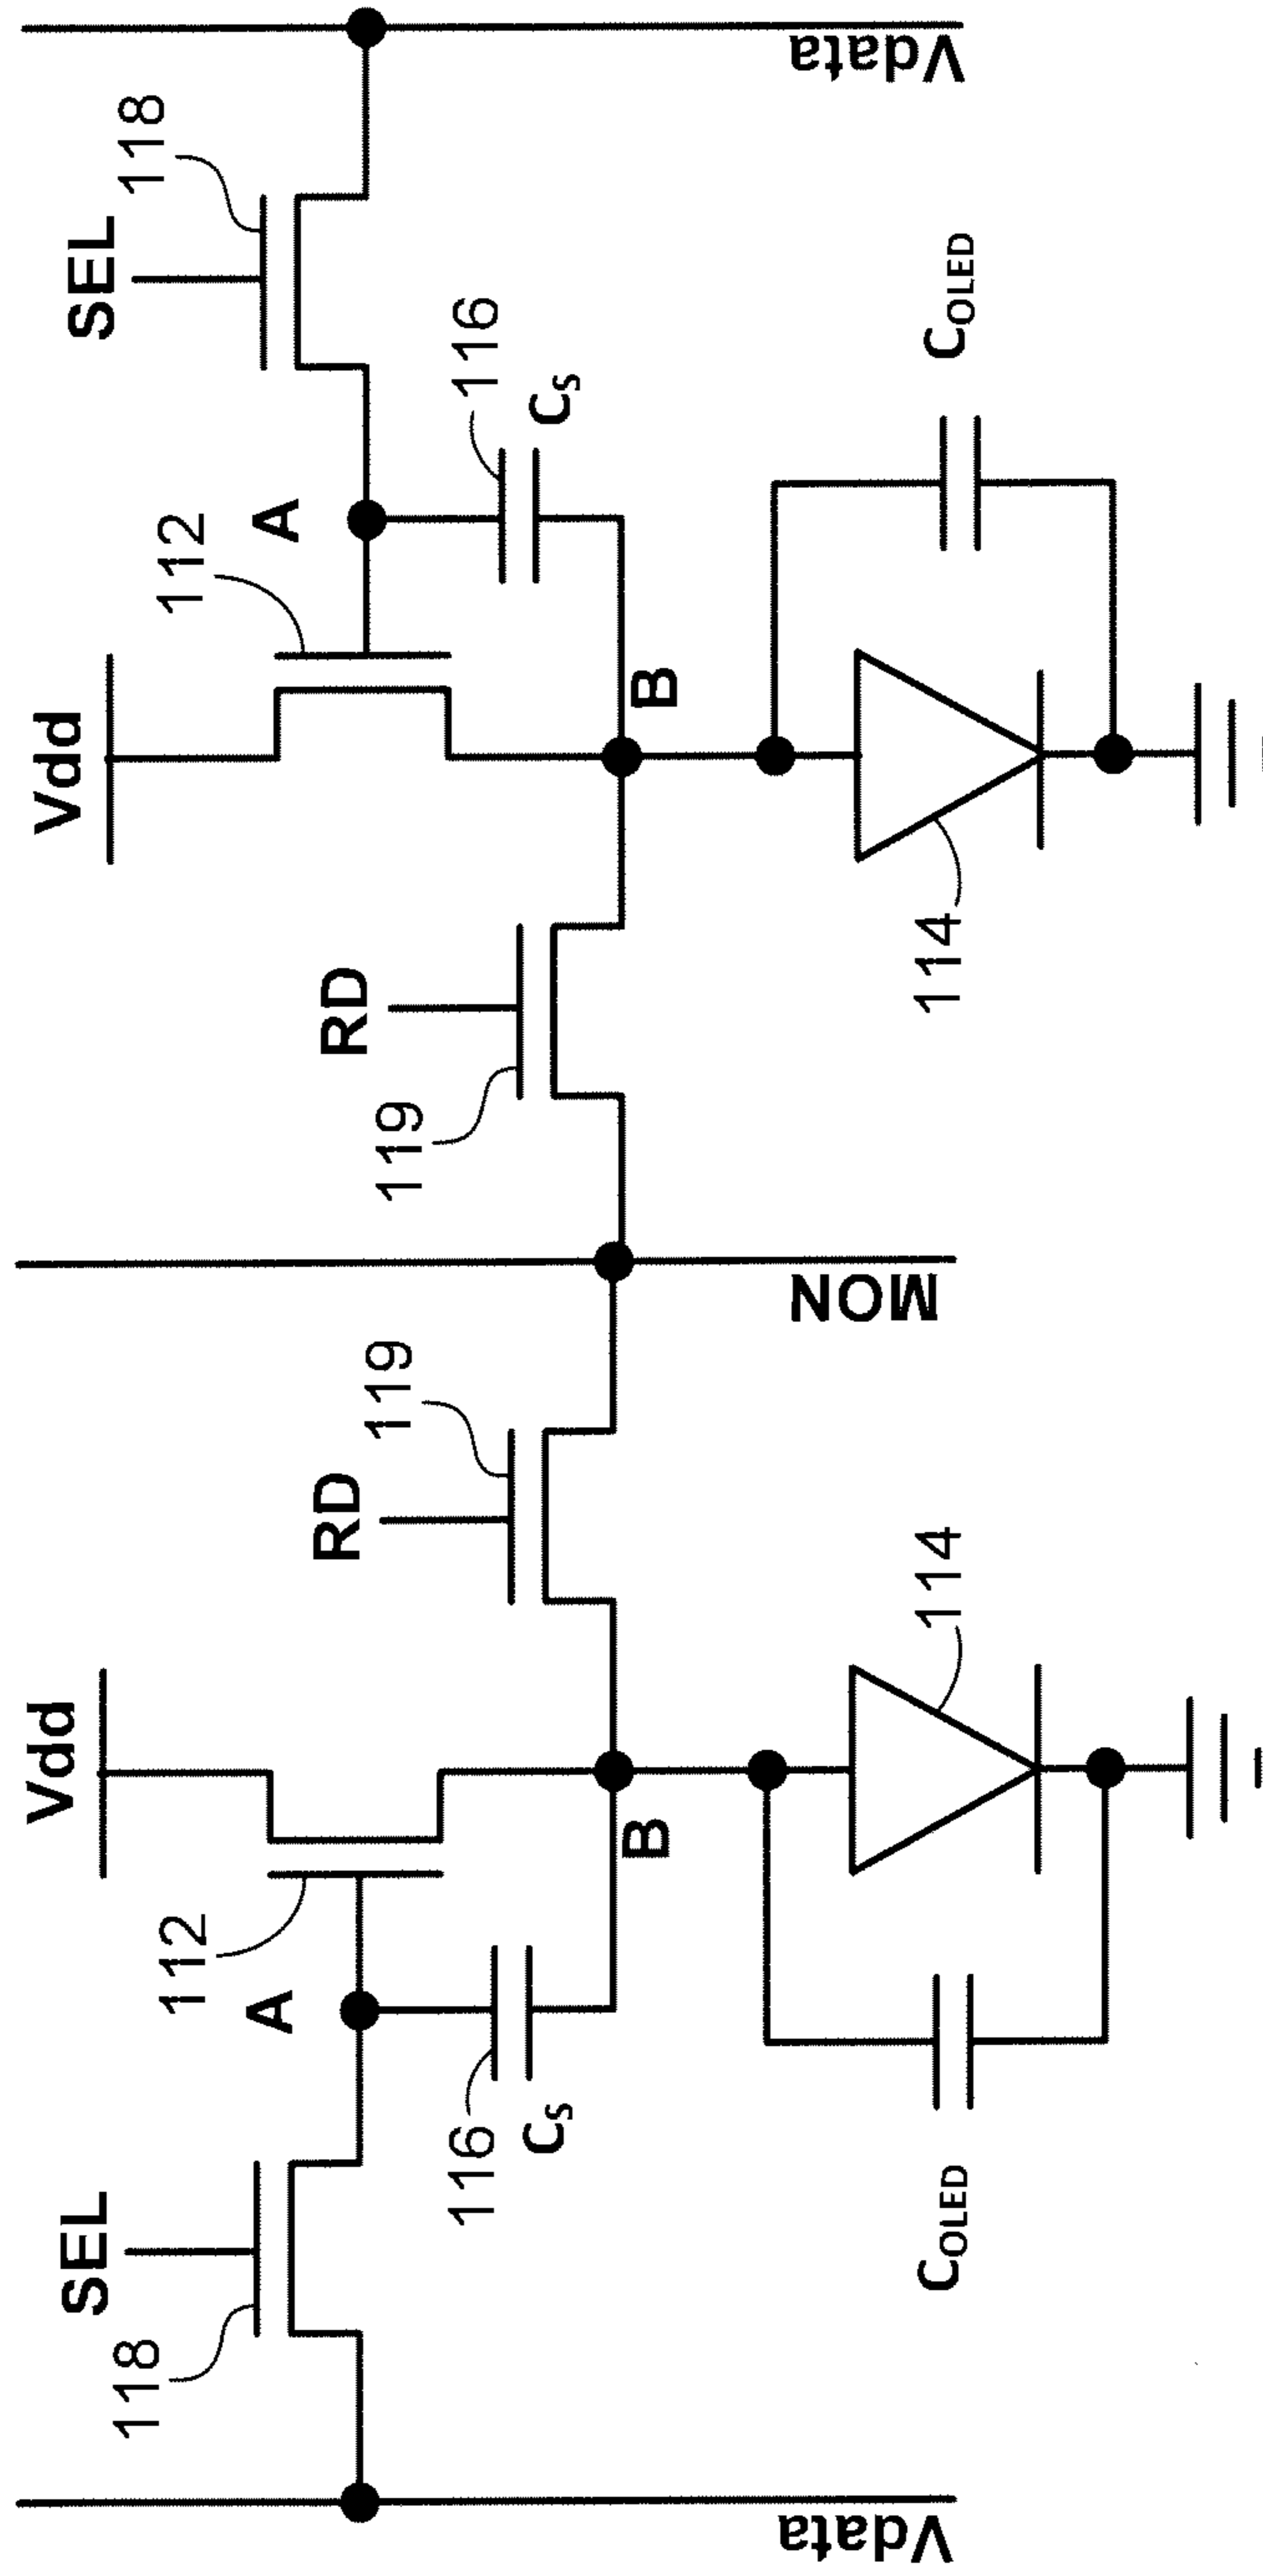 Vdd
Vdd
SEL
118
112
A
RD
119
RD
119
112
A
SEL
118
116
Cs
B
B
116
Cs
Vdata
COLED
114
MON
114
COLED
Vdata